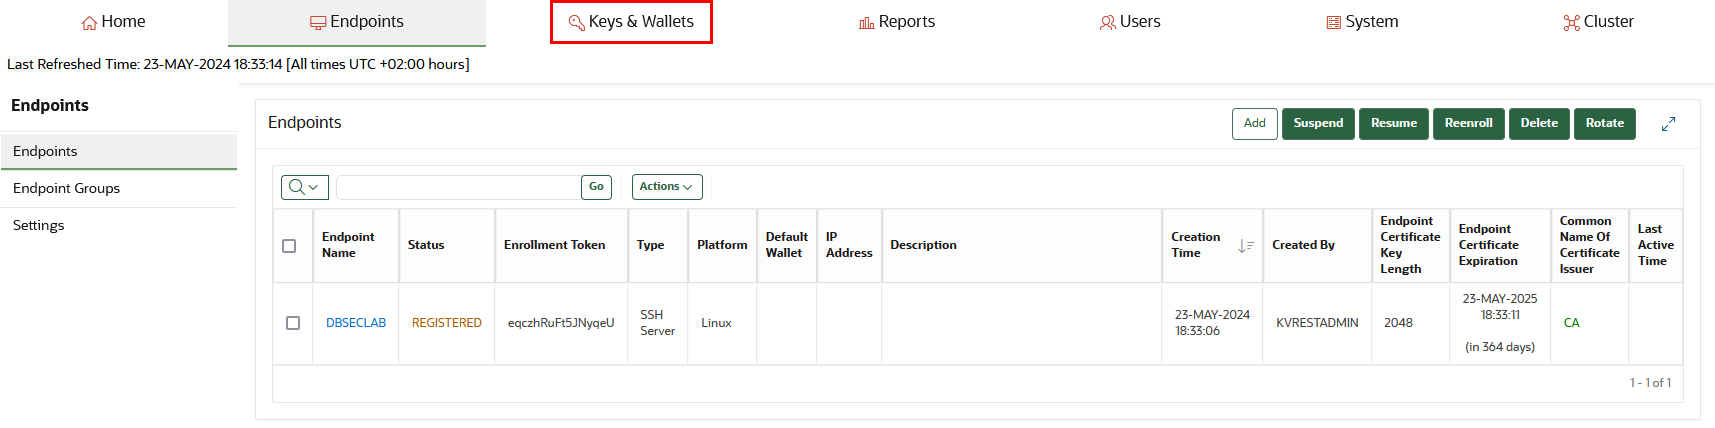 Home Endpoints Keys & Wallets Reports Users System Cluster
Last Refreshed Time: 23-MAY-2024 18:33:14 [All times UTC +02:00 hours]
Endpoints
Endpoints
Endpoint Groups
Settings
Endpoints Add Suspend Resume Reenroll Delete Rotate
Go Actions
Endpoint Name
Status
Enrollment Token
Type
Platform
Default Wallet
IP Address
Description
Creation Time
Created By
Endpoint Certificate Key Length
Endpoint Certificate Expiration
Common Name Of Certificate Issuer
Last Active Time
DBSECLAB
REGISTERED
eqczhRuFt5JNyqeU
SSH Server
Linux
23-MAY-2024 18:33:06
KVRESTADMIN
2048
23-MAY-2025 18:33:11
(in 364 days)
CA
1 - 1 of 1